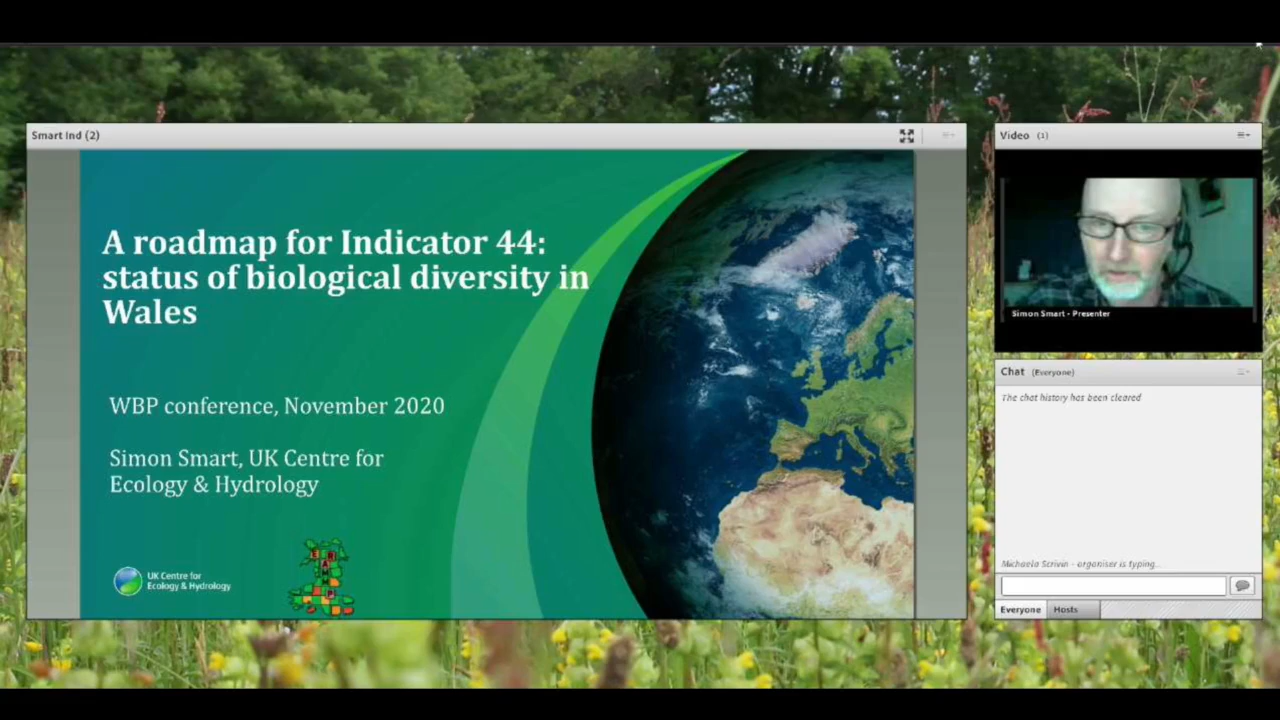 Smart Ind (2)
A roadmap for Indicator 44:
status of biological diversity in
Wales
WBP conference, November 2020
Simon Smart, UK Centre for
Ecology & Hydrology
UK Centre for
Ecology & Hydrology
Video (1)
Simon Smart - Presenter
Chat (Everyone)
The chat history has been cleared
Michaela Scrivin - organiser is typing...
Everyone Hosts